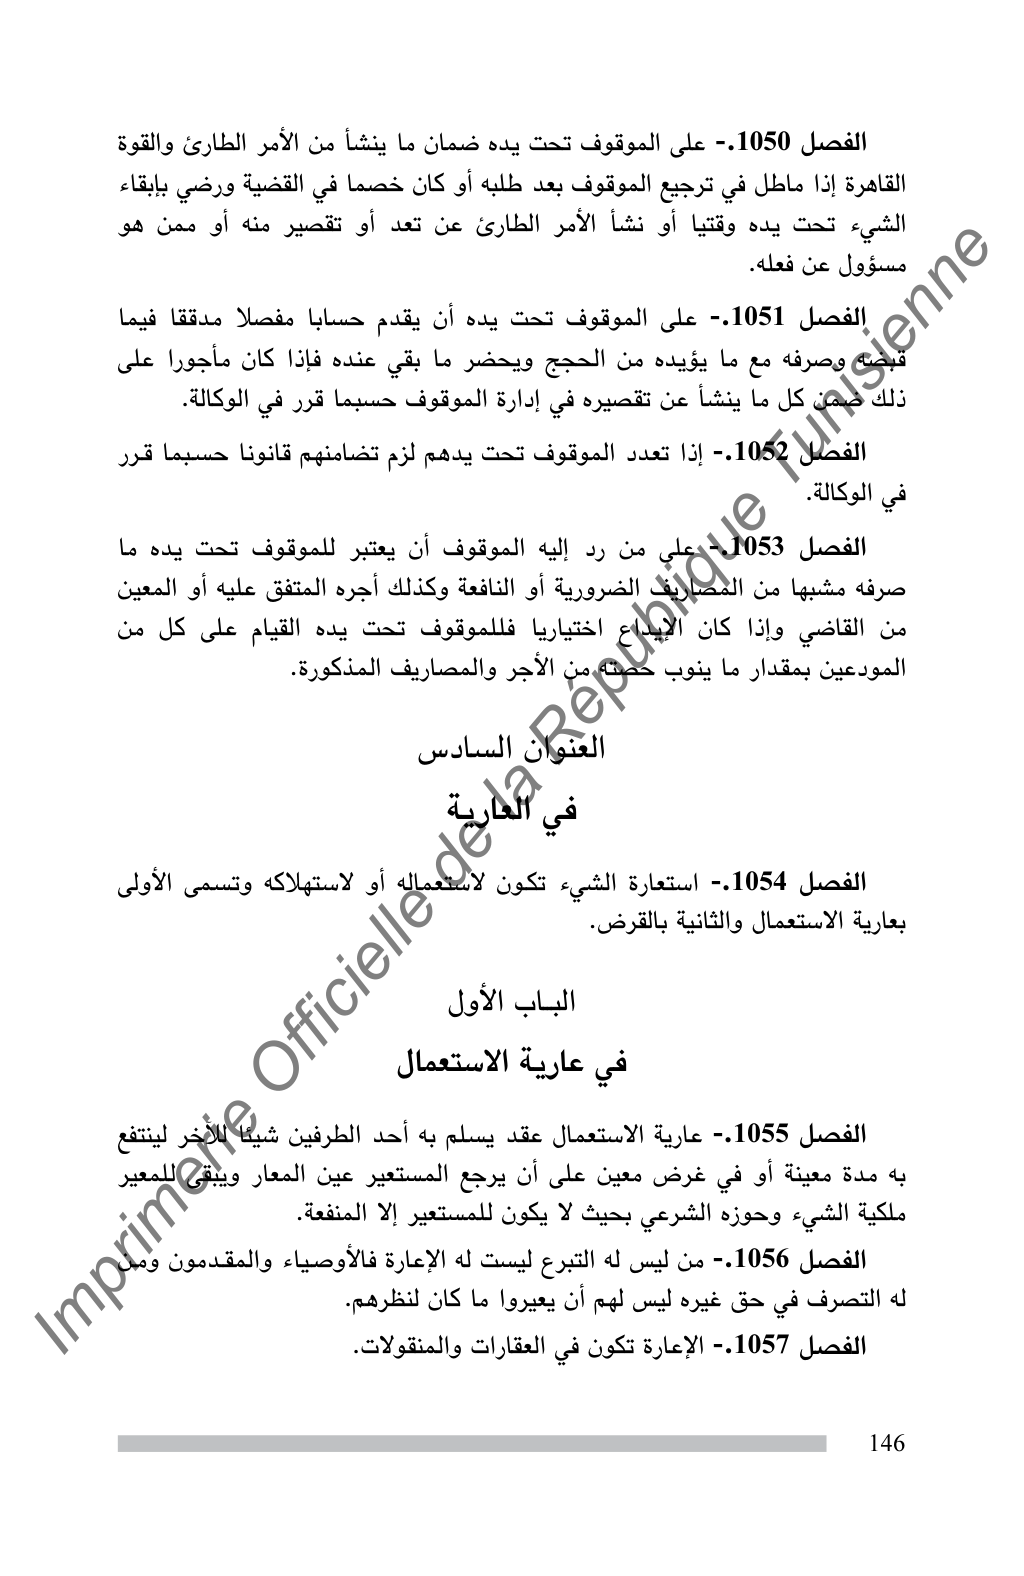 الفصل 1050.- على الموقوف تحت يده ضمان ما ينشأ من الأمر الطارئ والقوة
القاهرة إذا ماطل في ترجيع الموقوف بعد طلبه أو كان خصما في القضية ورضي بإبقاء
الشيء تحت يده وقتيا أو نشأ الأمر الطارئ عن تعد أو تقصير منه أو ممن هو
مسؤول عن فعله.
الفصل 1051.- على الموقوف تحت يده أن يقدم حسابا مفصلا مدققا فيما
قبضه وصرفه مع ما يؤيده من الحجج ويحضر ما بقي عنده فإذا كان مأجورا على
ذلك ضمن كل ما ينشأ عن تقصيره في إدارة الموقوف حسبما قرر في الوكالة.
الفصل 1052.- إذا تعدد الموقوف تحت يدهم لزم تضامنهم قانونا حسبما قرر
في الوكالة.
الفصل 1053.- على من رد إليه الموقوف أن يعتبر للموقوف تحت يده ما
صرفه مشبها من المصاريف الضرورية أو النافعة وكذلك أجره المتفق عليه أو المعين
من القاضي وإذا كان الإيداع اختياريا فللموقوف تحت يده القيام على كل من
المودعين بمقدار ما ينوب حصته من الأجر والمصاريف المذكورة.
العنوان السادس
في العارية
الفصل 1054.- استعارة الشيء تكون لاستعماله أو لاستهلاكه وتسمى الأولى
بعارية الاستعمال والثانية بالقرض.
الباب الأول
في عارية الاستعمال
الفصل 1055.- عارية الاستعمال عقد يسلم به أحد الطرفين شيئا للآخر لينتفع
به مدة معينة أو في غرض معين على أن يرجع المستعير عين المعار ويبقى للمعير
ملكية الشيء وحوزه الشرعي بحيث لا يكون للمستعير إلا المنفعة.
الفصل 1056.- من ليس له التبرع ليست له الإعارة فالأوصياء والمقدمون ومن
له التصرف في حق غيره ليس لهم أن يعيروا ما كان لنظرهم.
الفصل 1057.- الإعارة تكون في العقارات والمنقولات.
146
Imprimerie Officielle de la République Tunisienne